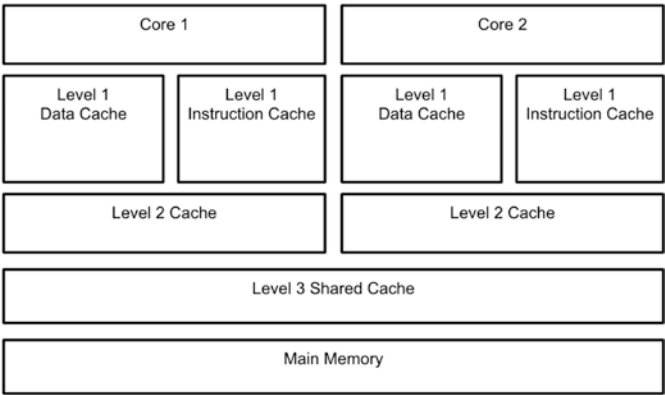 Core 1
Core 2
Level 1
Data Cache
Level 1
Instruction Cache
Level 1
Data Cache
Level 1
Instruction Cache
Level 2 Cache
Level 2 Cache
Level 3 Shared Cache
Main Memory